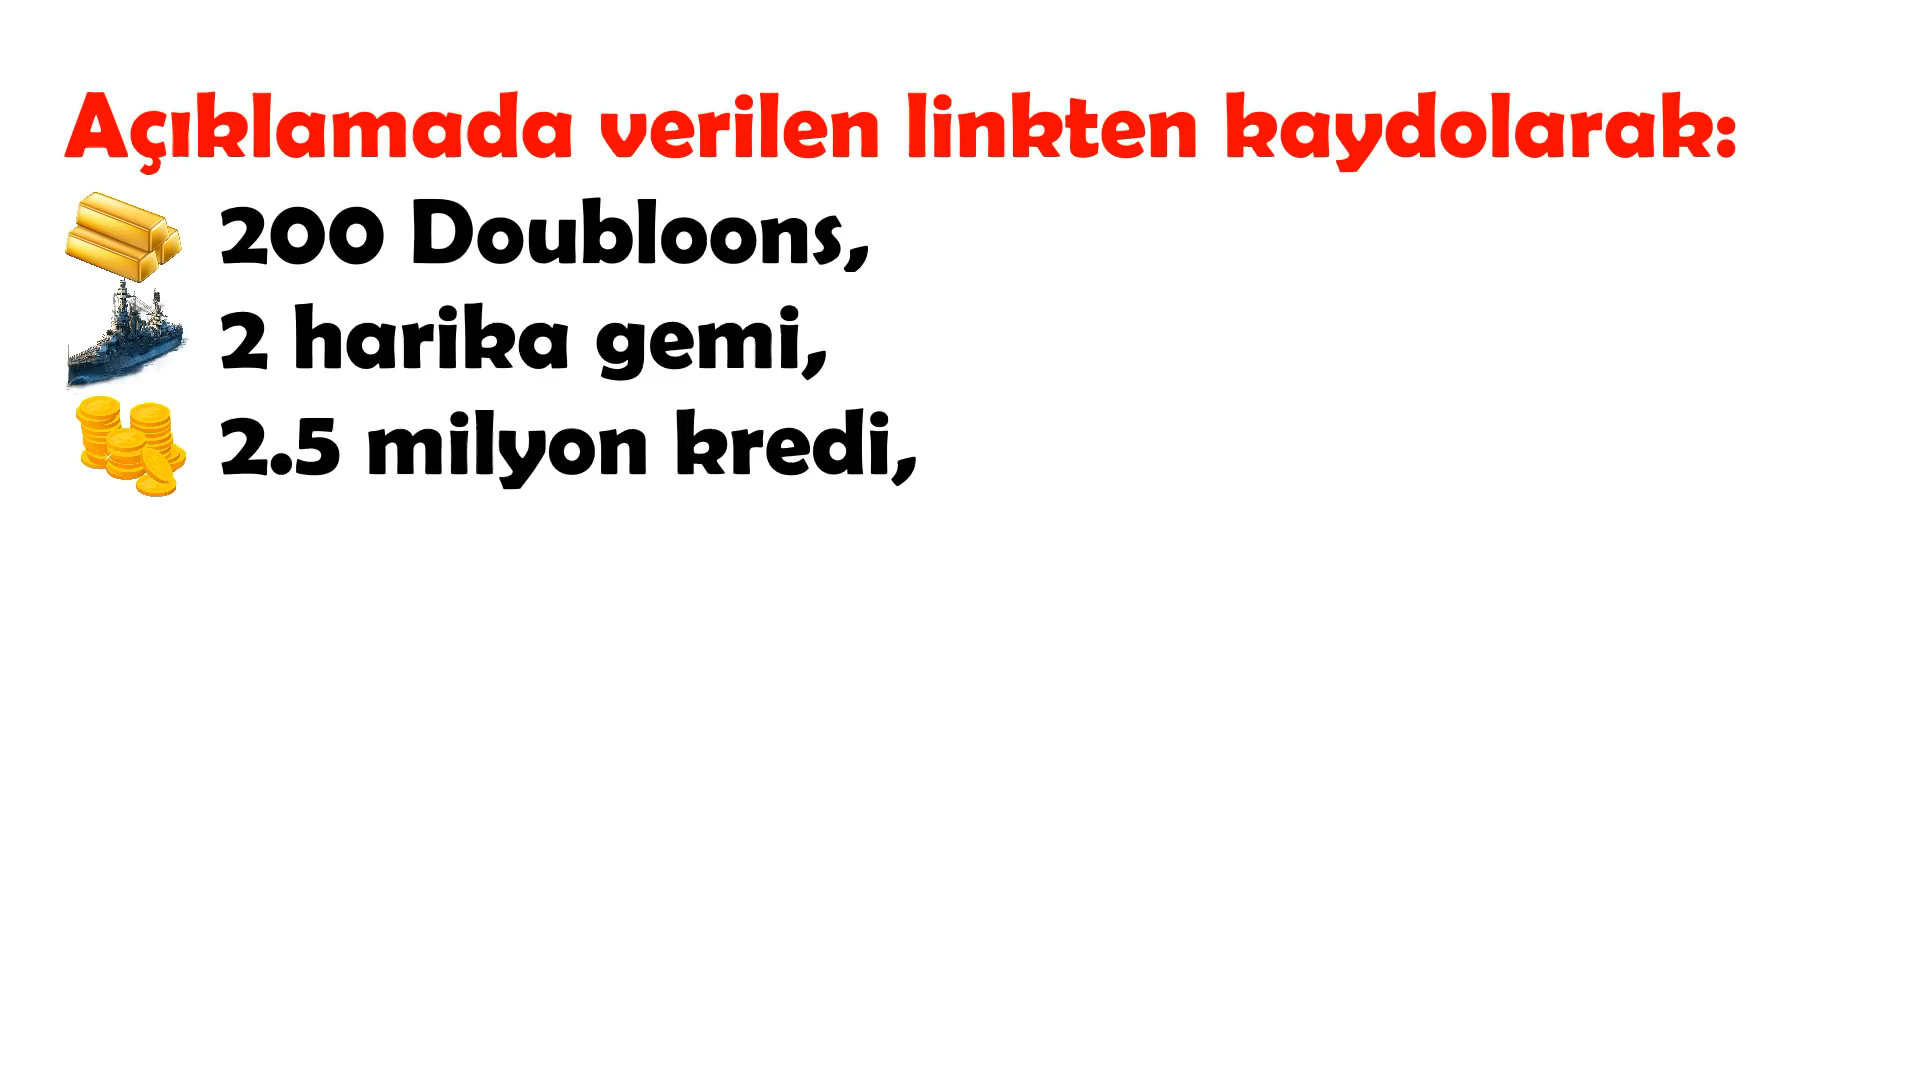 Açıklamada verilen linkten kaydolarak:
200 Doubloons,
2 harika gemi,
2.5 milyon kredi,